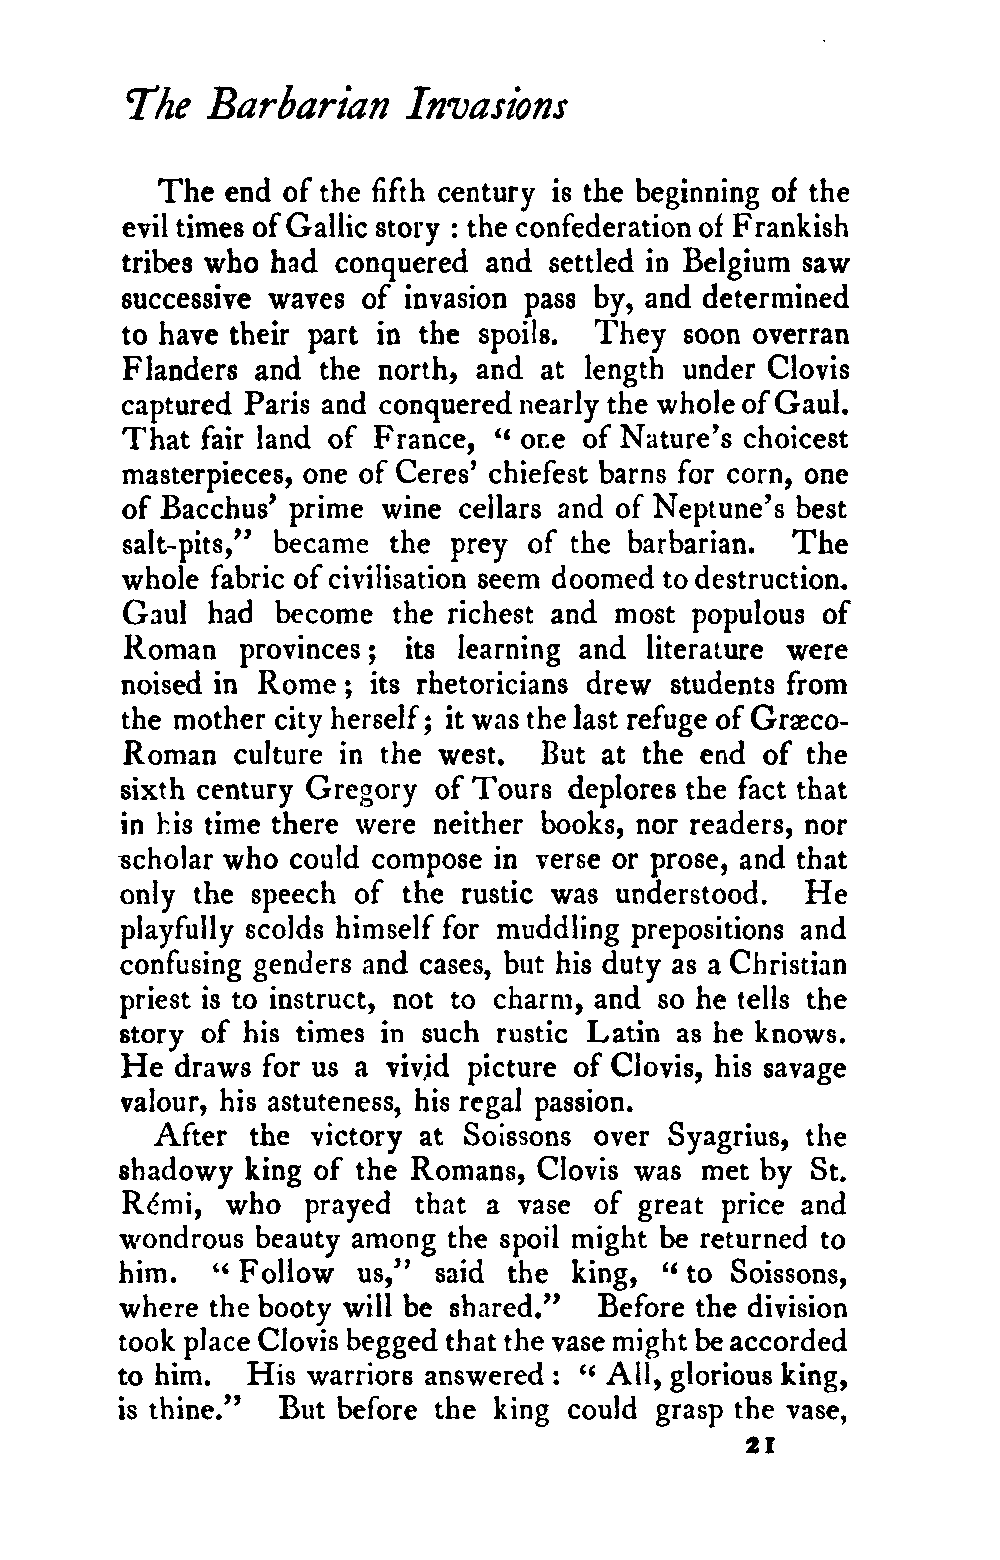 The Barbarian Invasions
The end of the fifth century is the beginning of the
evil times of Gallic story : the confederation of Frankish
tribes who had conquered and settled in Belgium saw
successive waves of invasion pass by, and determined
to have their part in the spoils. They soon overran
Flanders and the north, and at length under Clovis
captured Paris and conquered nearly the whole of Gaul.
That fair land of France, “ one of Nature’s choicest
masterpieces, one of Ceres’ chiefest barns for corn, one
of Bacchus’ prime wine cellars and of Neptune’s best
salt-pits,” became the prey of the barbarian. The
whole fabric of civilisation seem doomed to destruction.
Gaul had become the richest and most populous of
Roman provinces ; its learning and literature were
noised in Rome ; its rhetoricians drew students from
the mother city herself ; it was the last refuge of Græco-
Roman culture in the west. But at the end of the
sixth century Gregory of Tours deplores the fact that
in his time there were neither books, nor readers, nor
scholar who could compose in verse or prose, and that
only the speech of the rustic was understood. He
playfully scolds himself for muddling prepositions and
confusing genders and cases, but his duty as a Christian
priest is to instruct, not to charm, and so he tells the
story of his times in such rustic Latin as he knows.
He draws for us a vivid picture of Clovis, his savage
valour, his astuteness, his regal passion.
After the victory at Soissons over Syagrius, the
shadowy king of the Romans, Clovis was met by St.
Rémi, who prayed that a vase of great price and
wondrous beauty among the spoil might be returned to
him. “ Follow us,” said the king, “ to Soissons,
where the booty will be shared.” Before the division
took place Clovis begged that the vase might be accorded
to him. His warriors answered : “ All, glorious king,
is thine.” But before the king could grasp the vase,
21